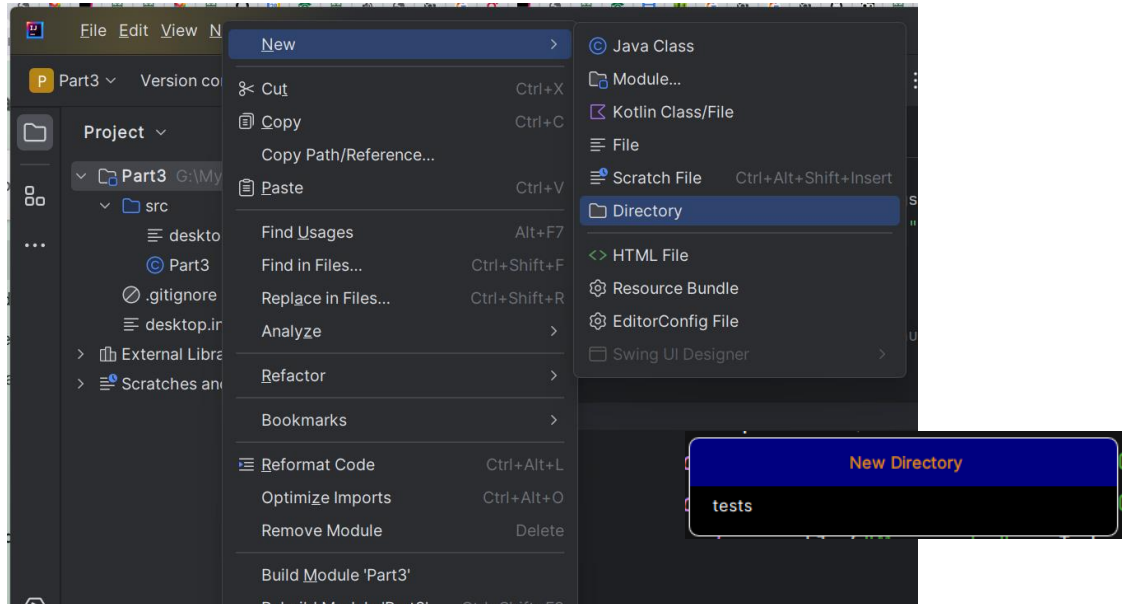 File Edit View N
P Part3 Version co
Project
Part3 G:\My
src
deskto
Part3
.gitignore
desktop.in
External Libra
Scratches an
New
Cut Ctrl+X
Copy Ctrl+C
Copy Path/Reference...
Paste Ctrl+V
Find Usages Alt+F7
Find in Files... Ctrl+Shift+F
Replace in Files... Ctrl+Shift+R
Analyze
Refactor
Bookmarks
Reformat Code Ctrl+Alt+L
Optimize Imports Ctrl+Alt+O
Remove Module Delete
Build Module 'Part3'
Java Class
Module...
Kotlin Class/File
File
Scratch File Ctrl+Alt+Shift+Insert
Directory
HTML File
Resource Bundle
EditorConfig File
Swing UI Designer
New Directory
tests